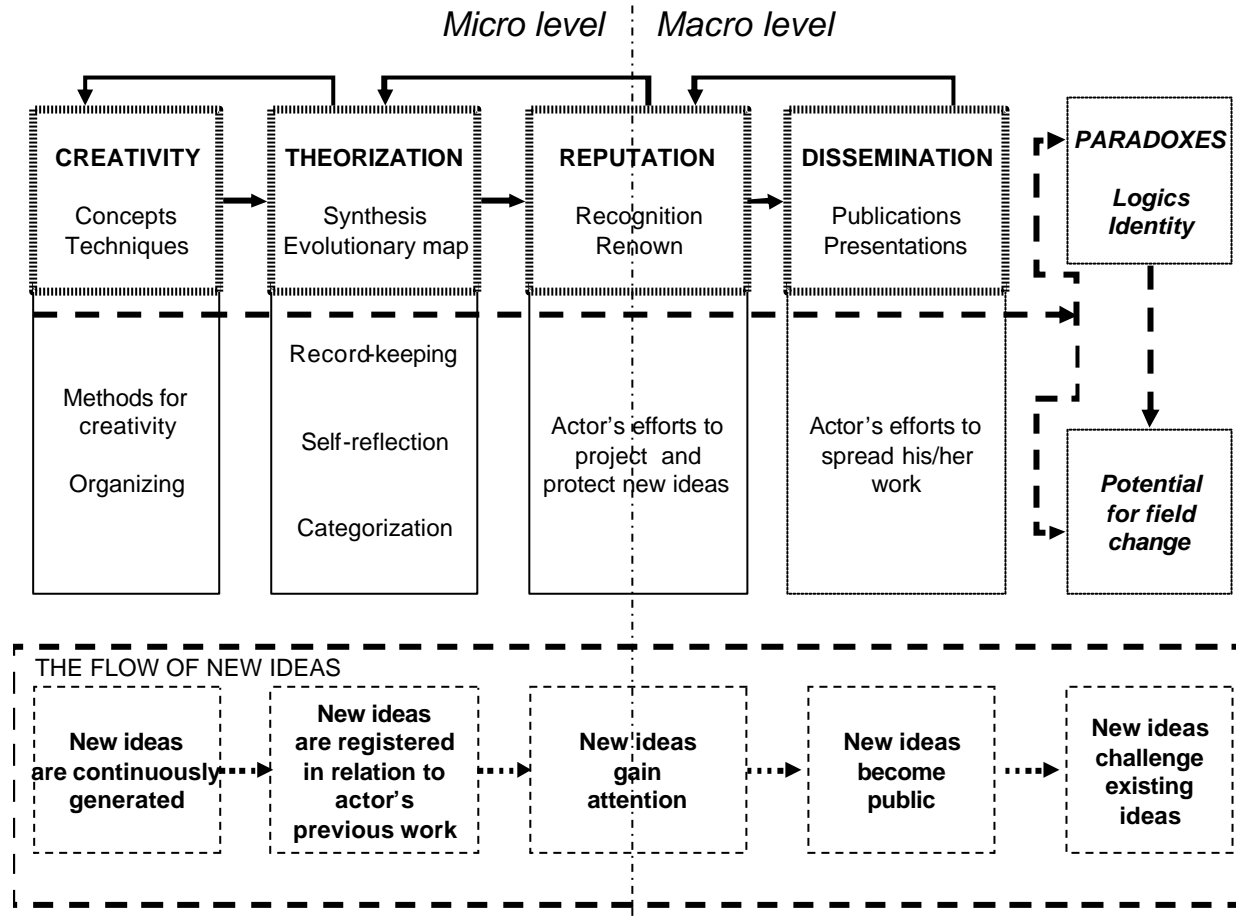 Micro level
Macro level
CREATIVITY
Concepts
Techniques
THEORIZATION
Synthesis
Evolutionary map
REPUTATION
Recognition
Renown
DISSEMINATION
Publications
Presentations
PARADOXES
Logics
Identity
Methods for
creativity
Organizing
Record-keeping
Self-reflection
Categorization
Actor's efforts to
project and
protect new ideas
Actor's efforts to
spread his/her
work
Potential
for field
change
THE FLOW OF NEW IDEAS
New ideas
are continuously
generated
New ideas
are registered
in relation to
actor's
previous work
New ideas
gain
attention
New ideas
become
public
New ideas
challenge
existing
ideas